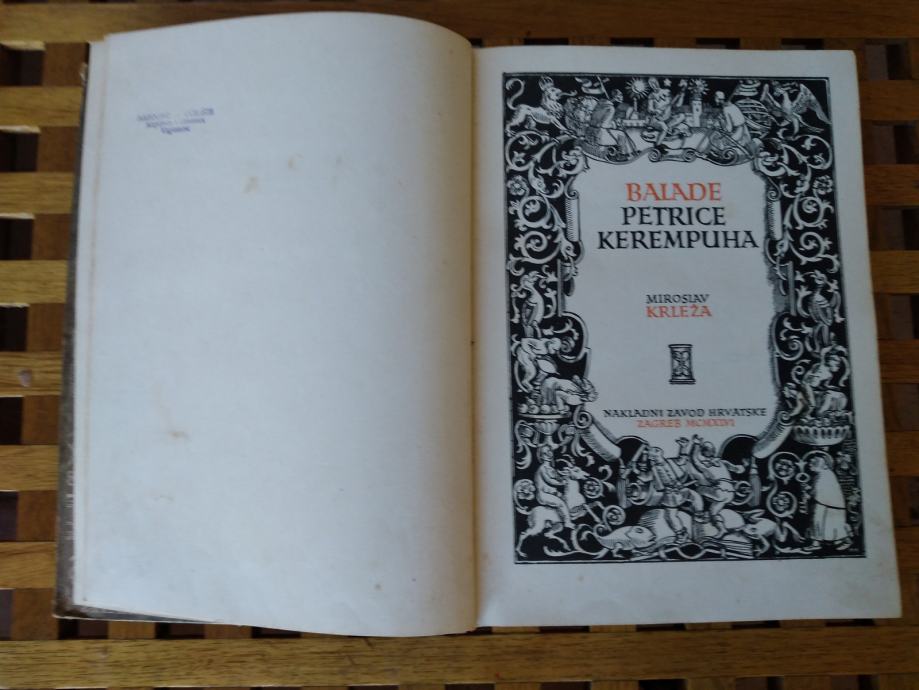 BALADE
PETRICE
KEREMPUHA
MIROSLAV
KRLEŽA
NAKLADNI ZAVOD HRVATSKE
ZAGREB MCMXLVI